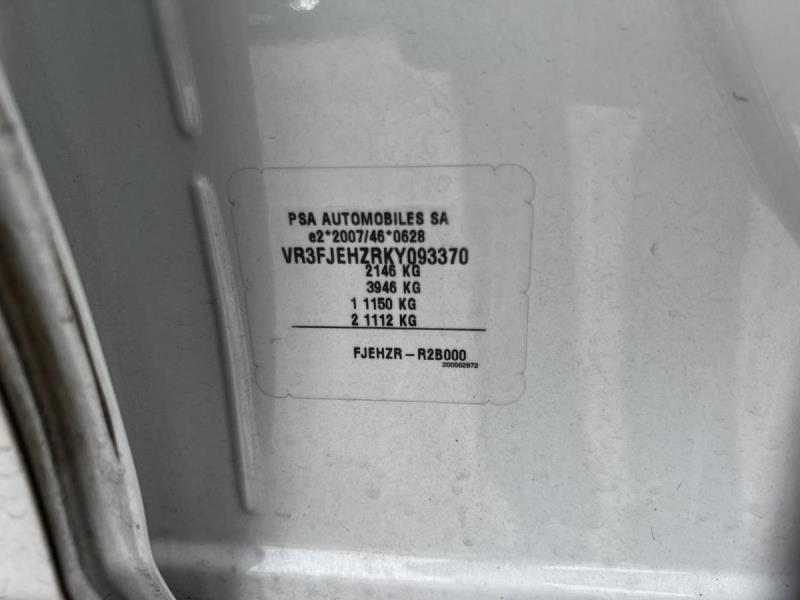 PSA AUTOMOBILES SA
e2*2007/46*0628
VR3FJEHZRKY093370
2146 KG
3946 KG
1 1150 KG
2 1112 KG
FJEHZR - R2B000
200562972